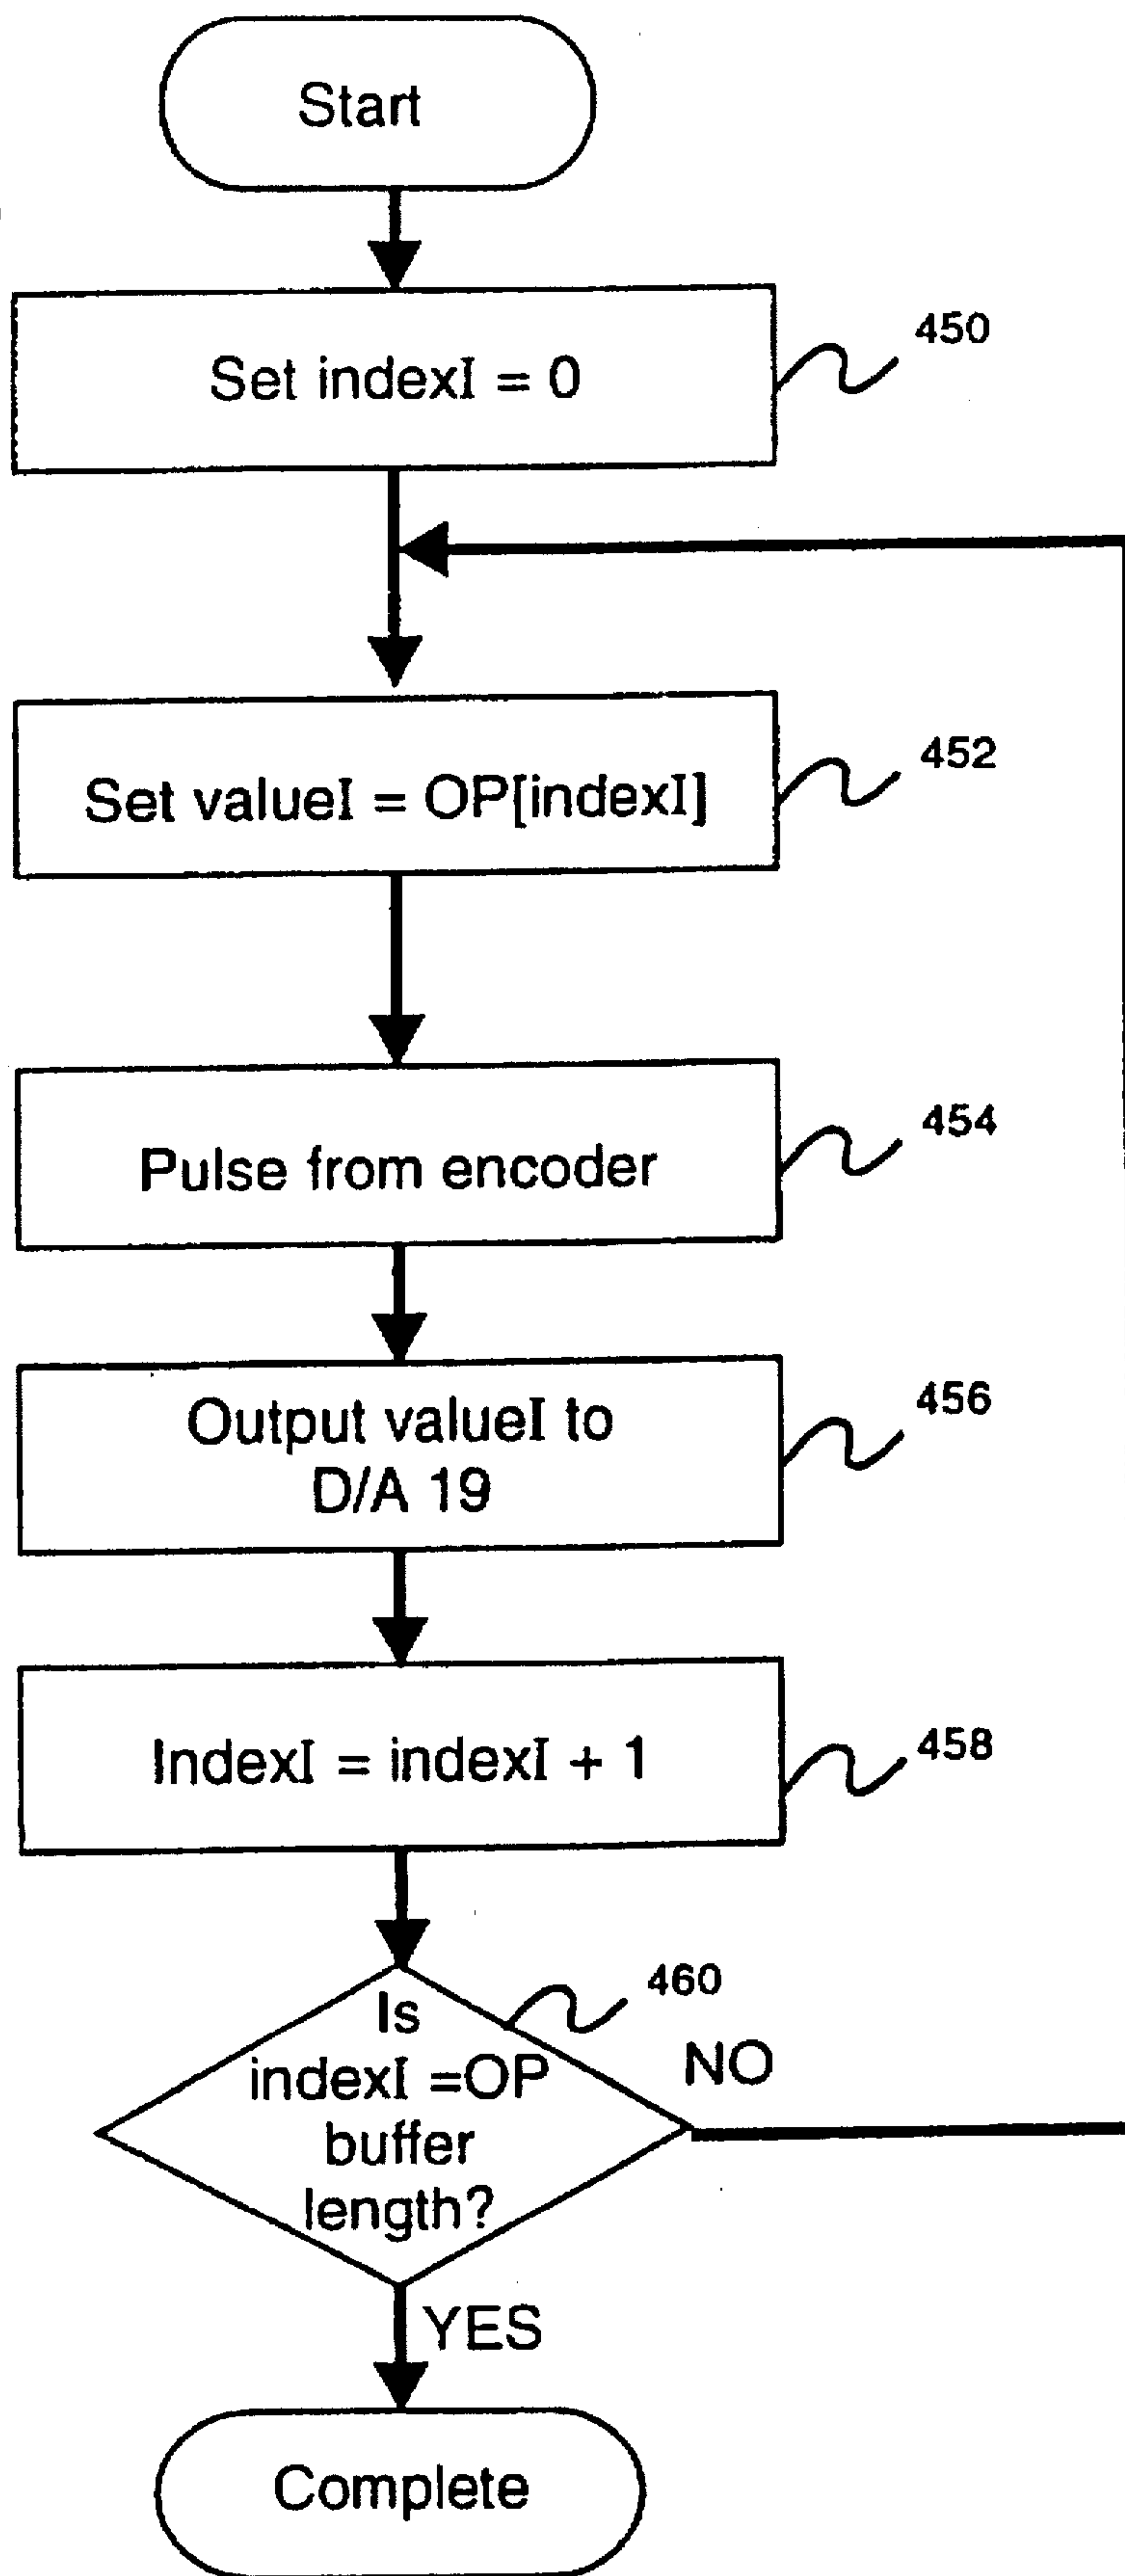 Start
Set indexI = 0
450
Set valueI = OP[indexI]
452
Pulse from encoder
454
Output valueI to
D/A 19
456
IndexI = indexI + 1
458
Is
indexI =OP
buffer
length?
460
NO
YES
Complete